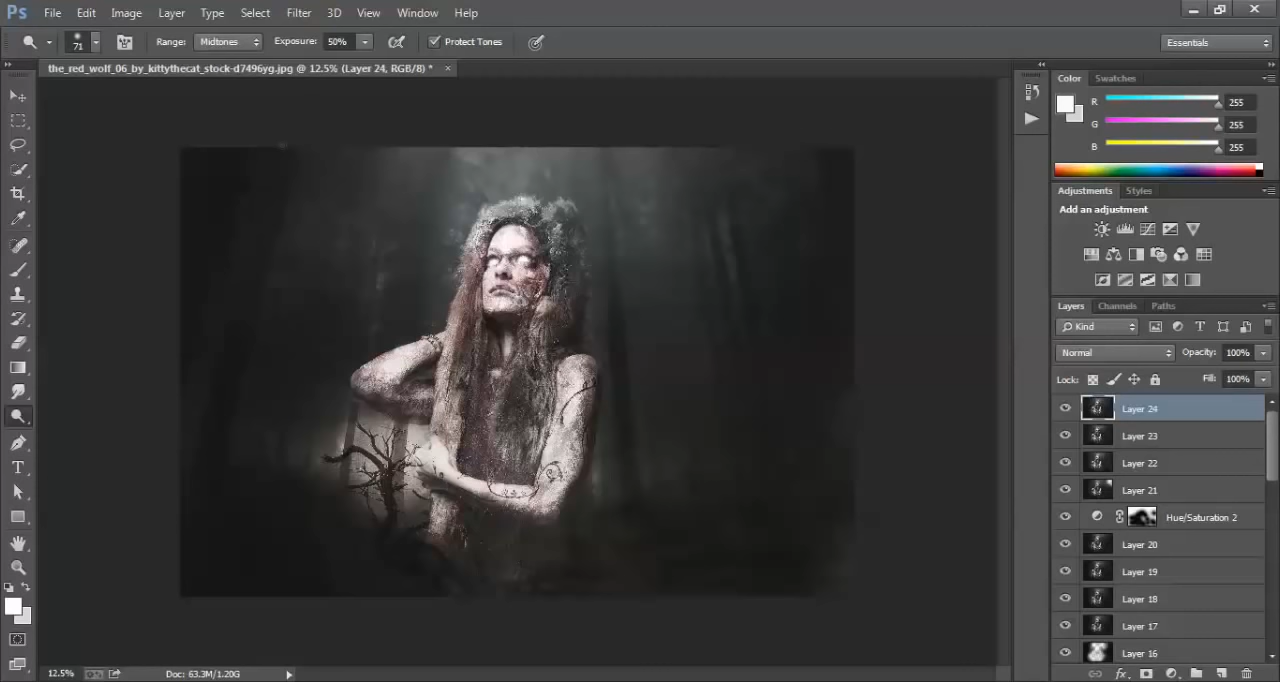 Ps File Edit Image Layer Type Select Filter 3D View Window Help
71 Range: Midtones Exposure: 50% Protect Tones Essentials
the_red_wolf_06_by_kittythecat_stock-d7496yg.jpg @ 12.5% (Layer 24, RGB/8) * ×
Color Swatches
R 255
G 255
B 255
Adjustments Styles
Add an adjustment
Layers Channels Paths
Kind
Normal Opacity: 100%
Lock: Fill: 100%
Layer 24
Layer 23
Layer 22
Layer 21
Hue/Saturation 2
Layer 20
Layer 19
Layer 18
Layer 17
Layer 16
12.5% Doc: 63.3M/1.20G